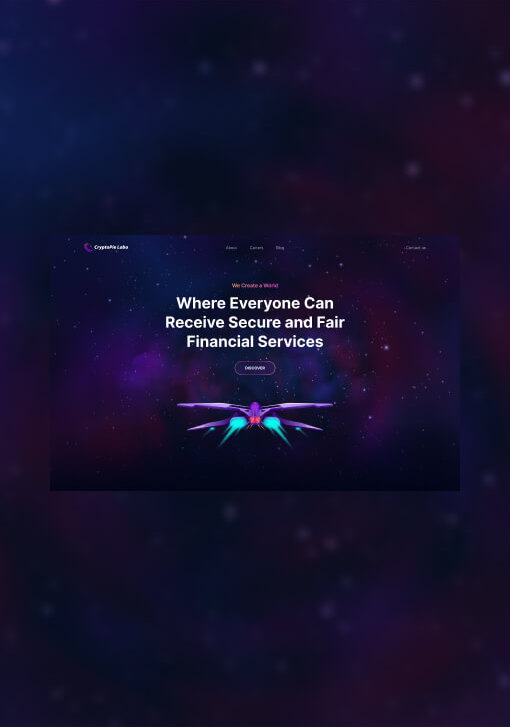 CryptoPie Labs
About Careers Blog
Contact us
We Create a World
Where Everyone Can
Receive Secure and Fair
Financial Services
DISCOVER